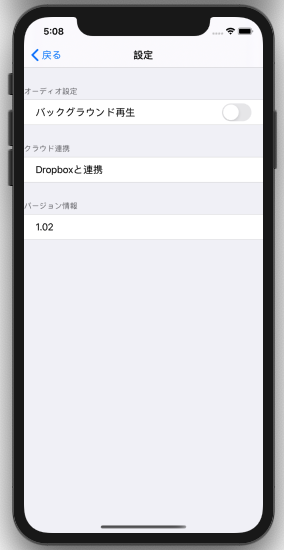 5:08
戻る
設定
オーディオ設定
バックグラウンド再生
クラウド連携
Dropboxと連携
バージョン情報
1.02